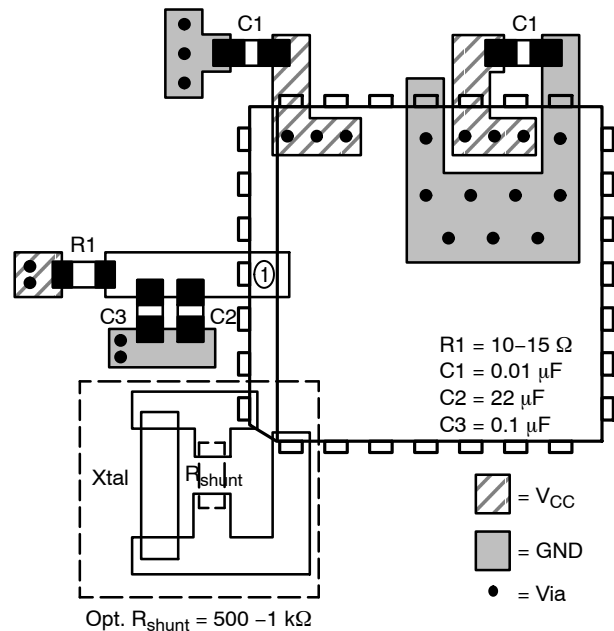 C1
C1
R1
1
C3
C2
R1 = 10–15 Ω
C1 = 0.01 μF
C2 = 22 μF
C3 = 0.1 μF
Xtal
Rshunt
= VCC
= GND
= Via
Opt. Rshunt = 500 –1 kΩ